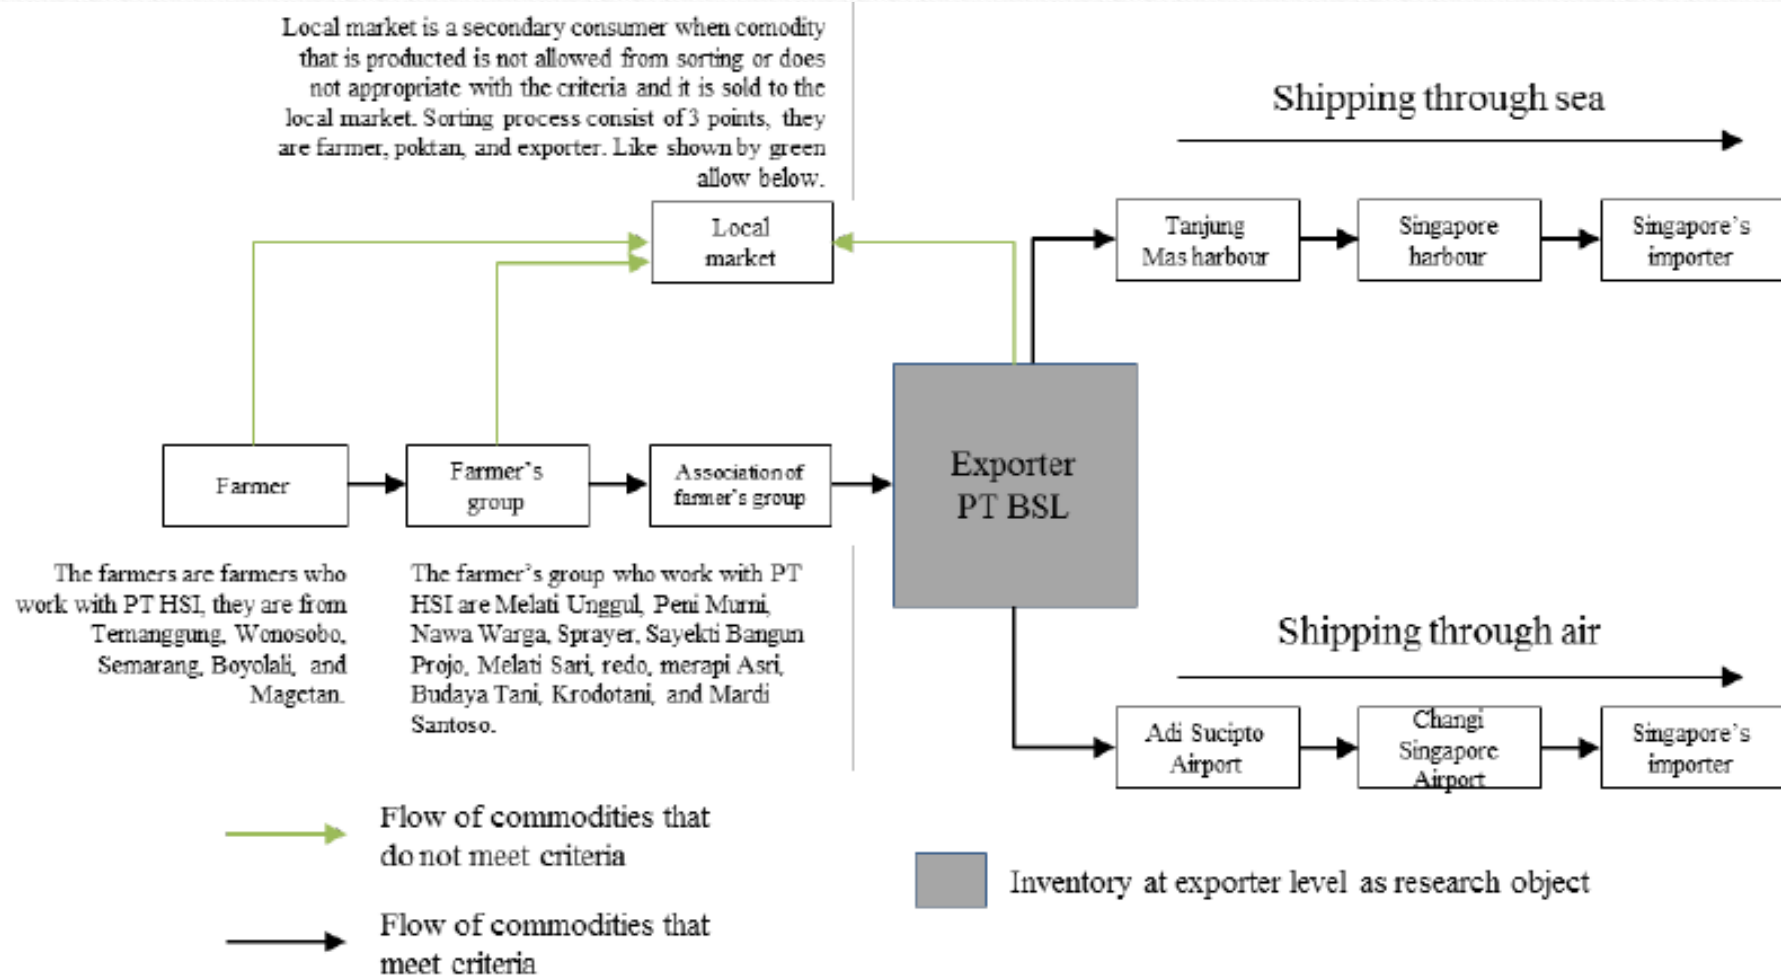 Local market is a secondary consumer when comodity
that is producted is not allowed from sorting or does
not appropriate with the criteria and it is sold to the
local market. Sorting process consist of 3 points, they
are farmer, poktan, and exporter. Like shown by green
allow below.
Shipping through sea
Local
market
Tanjung
Mas harbour
Singapore
harbour
Singapore's
importer
Farmer
Farmer's
group
Association of
farmer's group
Exporter
PT BSL
The farmers are farmers who
work with PT HSI, they are from
Temanggung, Wonosobo,
Semarang, Boyolali, and
Magetan.
The farmer's group who work with PT
HSI are Melati Unggul, Peni Murni,
Nawa Warga, Sprayer, Sayekti Bangun
Projo, Melati Sari, redo, merapi Asri,
Budaya Tani, Krodotani, and Mardi
Santoso.
Shipping through air
Adi Sucipto
Airport
Changi
Singapore
Airport
Singapore's
importer
Flow of commodities that
do not meet criteria
Inventory at exporter level as research object
Flow of commodities that
meet criteria